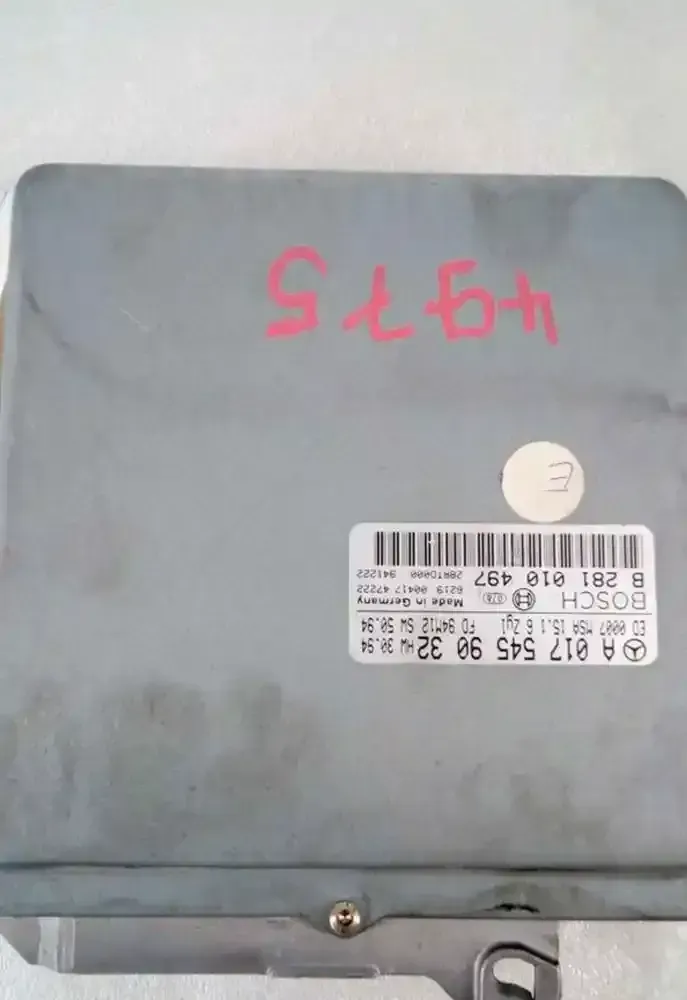 4975
E
A 017 545 90 32 HW 30.94
ED 0007 MSA 15.1 6 Zyl FD 94M12 SW 50.94
BOSCH Made in Germany
6219 00417 47222
B 281 010 497 28RTD000 941222